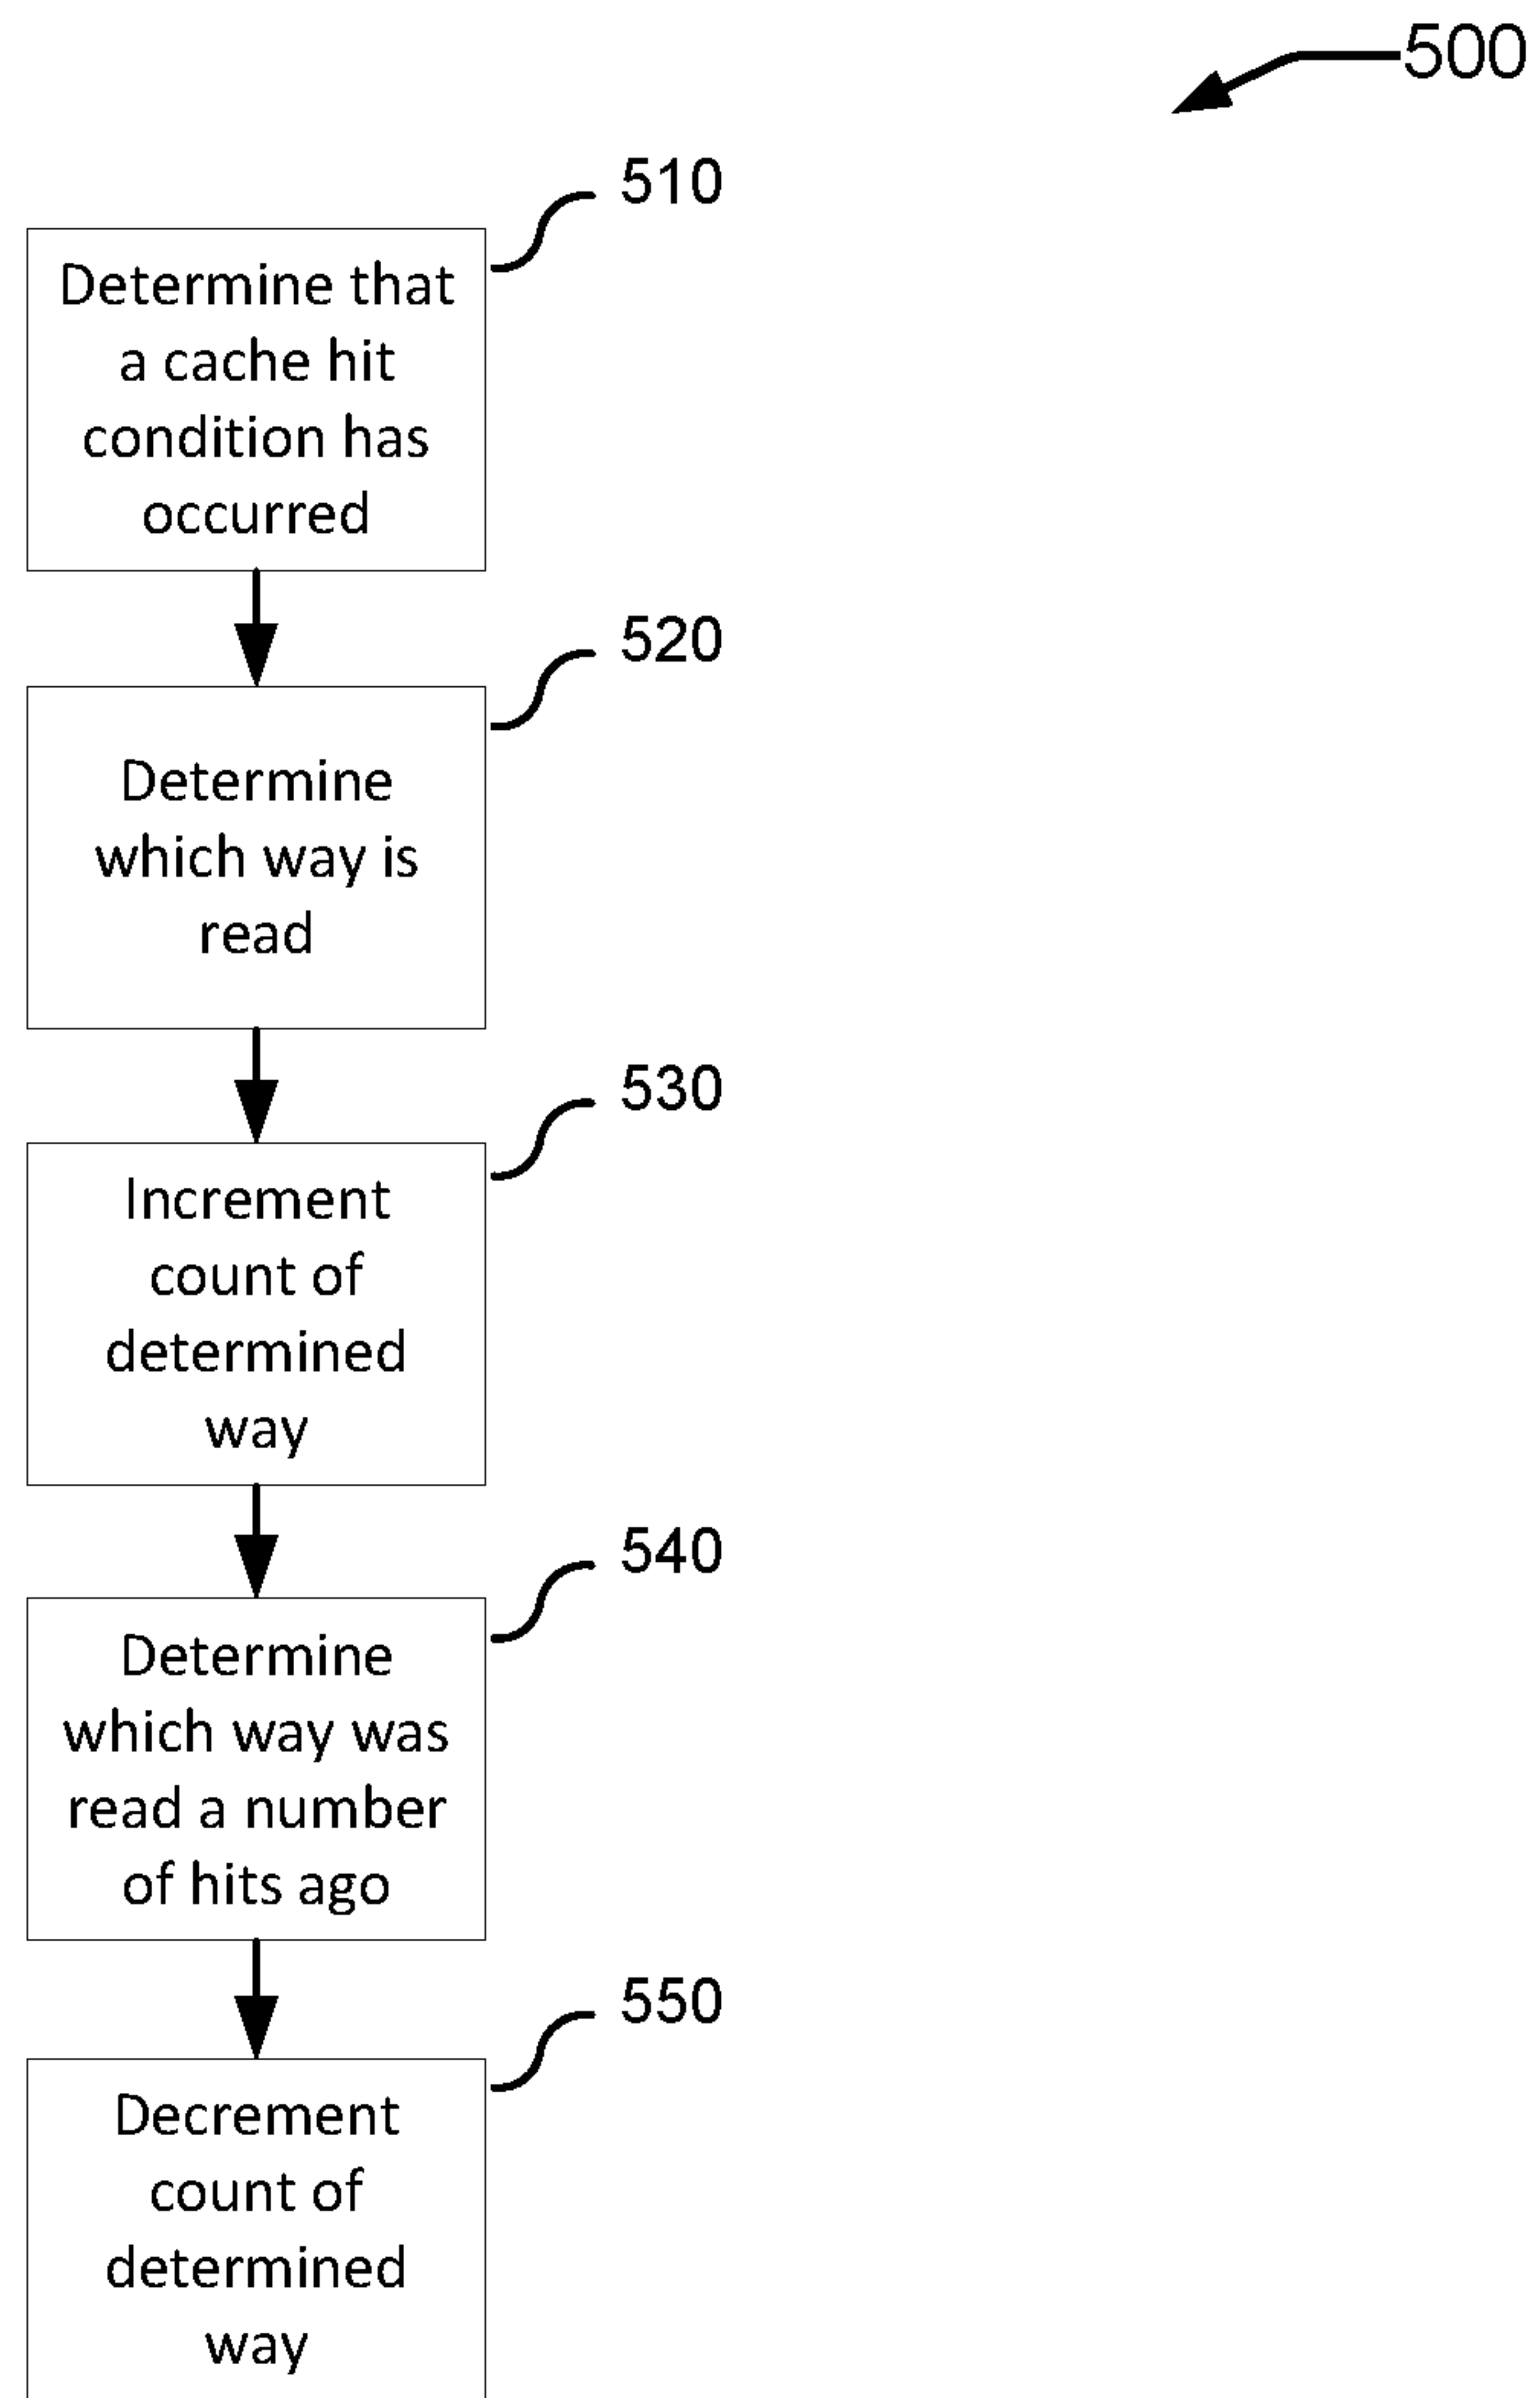 500
510
Determine that
a cache hit
condition has
occurred
520
Determine
which way is
read
530
Increment
count of
determined
way
540
Determine
which way was
read a number
of hits ago
550
Decrement
count of
determined
way